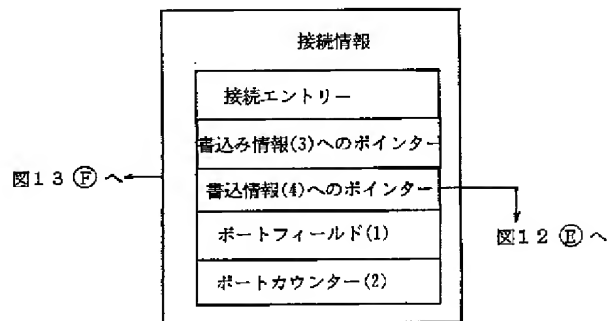 接続情報
接続エントリー
書込み情報(3)へのポインター
図13 Ⓕ へ
書込情報(4)へのポインター
ポートフィールド(1)
図12 Ⓔ へ
ポートカウンター(2)